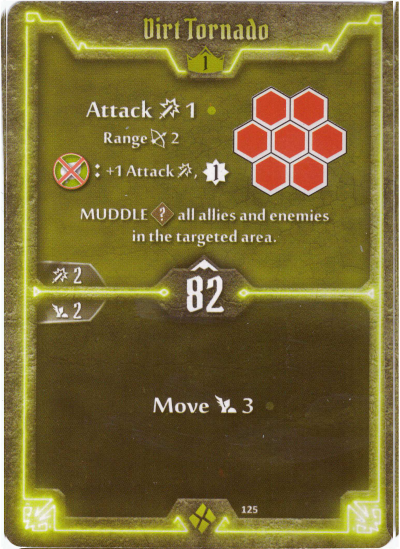 Dirt Tornado
1
Attack 1
Range 2
: +1 Attack, 1
MUDDLE ? all allies and enemies
in the targeted area.
2
82
2
Move 3
125